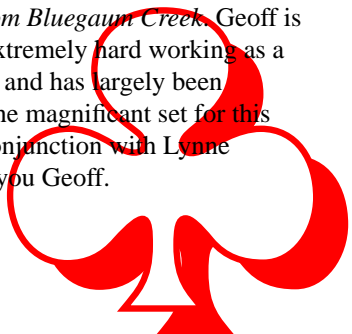 om Bluegaum Creek. Geoff is
xtremely hard working as a
and has largely been
he magnificant set for this
onjunction with Lynne
you Geoff.